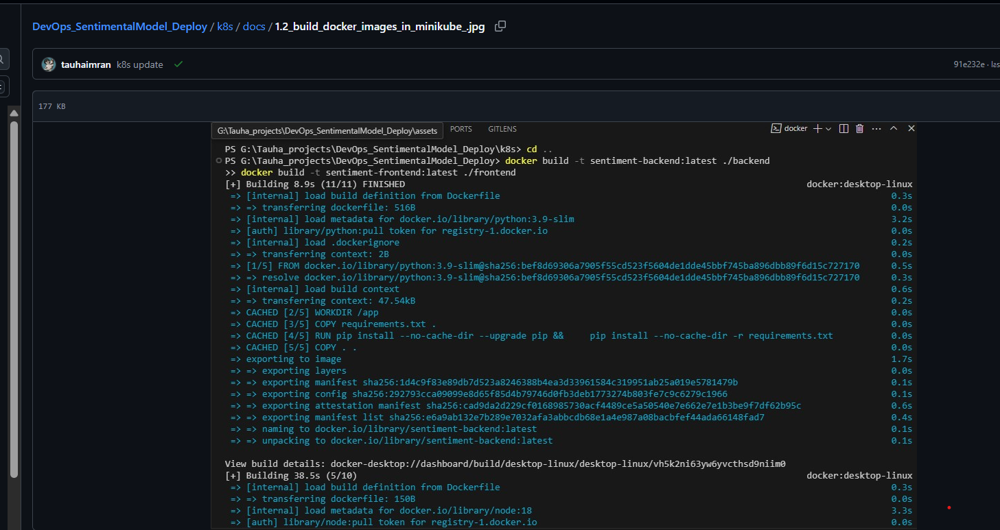 DevOps_SentimentalModel_Deploy / k8s / docs / 1.2_build_docker_images_in_minikube_.jpg
tauhaimran k8s update 91e232e · las
177 KB
G:\Tauha_projects\DevOps_SentimentalModel_Deploy\assets PORTS GITLENS docker
PS G:\Tauha_projects\DevOps_SentimentalModel_Deploy\k8s> cd ..
PS G:\Tauha_projects\DevOps_SentimentalModel_Deploy> docker build -t sentiment-backend:latest ./backend
>> docker build -t sentiment-frontend:latest ./frontend
[+] Building 8.9s (11/11) FINISHED docker:desktop-linux
=> [internal] load build definition from Dockerfile 0.3s
=> => transferring dockerfile: 516B 0.0s
=> [internal] load metadata for docker.io/library/python:3.9-slim 3.2s
=> [auth] library/python:pull token for registry-1.docker.io 0.0s
=> [internal] load .dockerignore 0.2s
=> => transferring context: 2B 0.0s
=> [1/5] FROM docker.io/library/python:3.9-slim@sha256:bef8d69306a7905f55cd523f5604de1dde45bbf745ba896dbb89f6d15c727170 0.5s
=> => resolve docker.io/library/python:3.9-slim@sha256:bef8d69306a7905f55cd523f5604de1dde45bbf745ba896dbb89f6d15c727170 0.3s
=> [internal] load build context 0.6s
=> => transferring context: 47.54kB 0.2s
=> CACHED [2/5] WORKDIR /app 0.0s
=> CACHED [3/5] COPY requirements.txt . 0.0s
=> CACHED [4/5] RUN pip install --no-cache-dir --upgrade pip && pip install --no-cache-dir -r requirements.txt 0.0s
=> CACHED [5/5] COPY . . 0.0s
=> exporting to image 1.7s
=> => exporting layers 0.0s
=> => exporting manifest sha256:1d4c9f83e89db7d523a8246388b4ea3d33961584c319951ab25a019e5781479b 0.1s
=> => exporting config sha256:292793cca09099e8d65f85d4b79746d0fb3deb1773274b803fe7c9c6279c1966 0.1s
=> => exporting attestation manifest sha256:cad9da2d229cf0168985730acf4489ce5a50540e7e662e7e1b3be9f7df62b95c 0.6s
=> => exporting manifest list sha256:e6a9ab132e7b289e7032afa3abbcdb68e1a4e987a08bacbfef44ada66148fad7 0.4s
=> => naming to docker.io/library/sentiment-backend:latest 0.1s
=> => unpacking to docker.io/library/sentiment-backend:latest 0.1s
View build details: docker-desktop://dashboard/build/desktop-linux/desktop-linux/vh5k2ni63yw6yvcthsd9niim0
[+] Building 38.5s (5/10) docker:desktop-linux
=> [internal] load build definition from Dockerfile 0.3s
=> => transferring dockerfile: 150B 0.0s
=> [internal] load metadata for docker.io/library/node:18 3.3s
=> [auth] library/node:pull token for registry-1.docker.io 0.0s